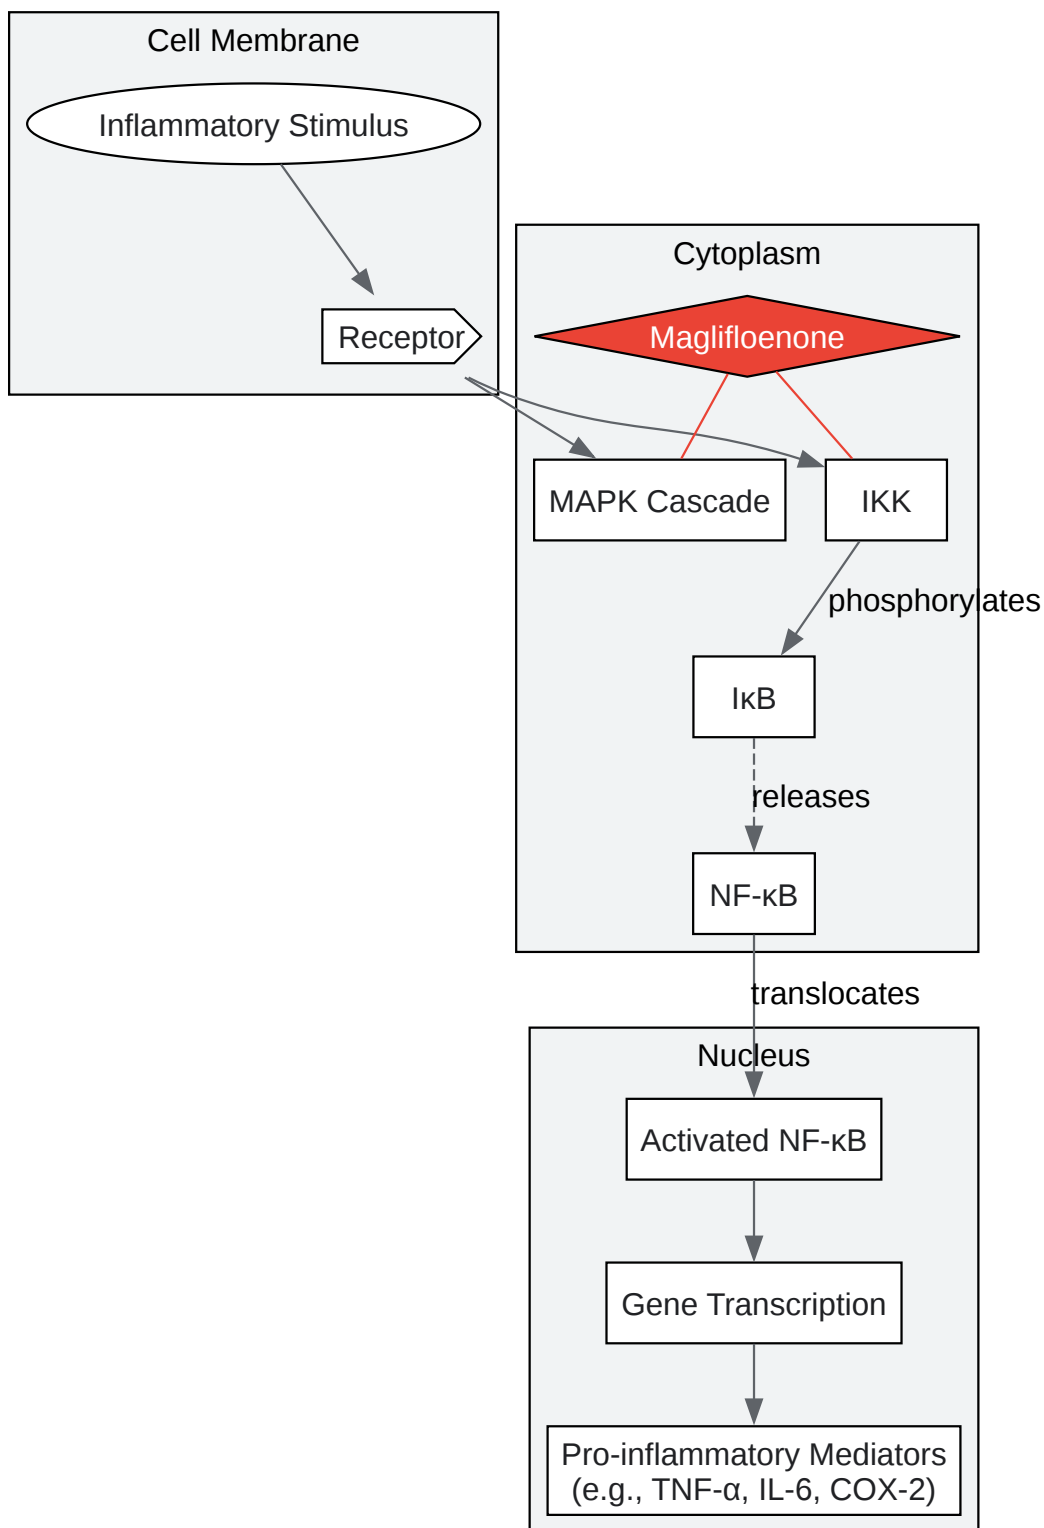 Cell Membrane
Inflammatory Stimulus
Receptor
Cytoplasm
Maglifloenone
MAPK Cascade
IKK
phosphorylates
IκB
releases
NF-κB
translocates
Nucleus
Activated NF-κB
Gene Transcription
Pro-inflammatory Mediators
(e.g., TNF-α, IL-6, COX-2)